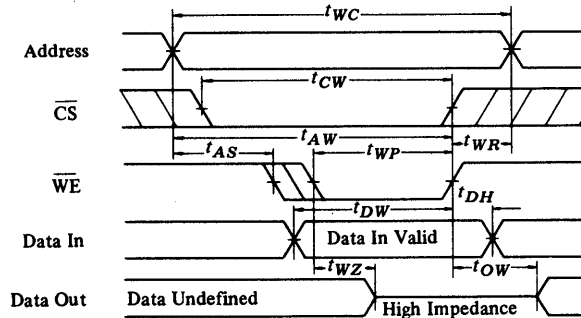 tWC
Address
tCW
CS
tAW
tWR
tAS
tWP
WE
tDH
tDW
Data In
Data In Valid
tWZ
tOW
Data Out
Data Undefined
High Impedance